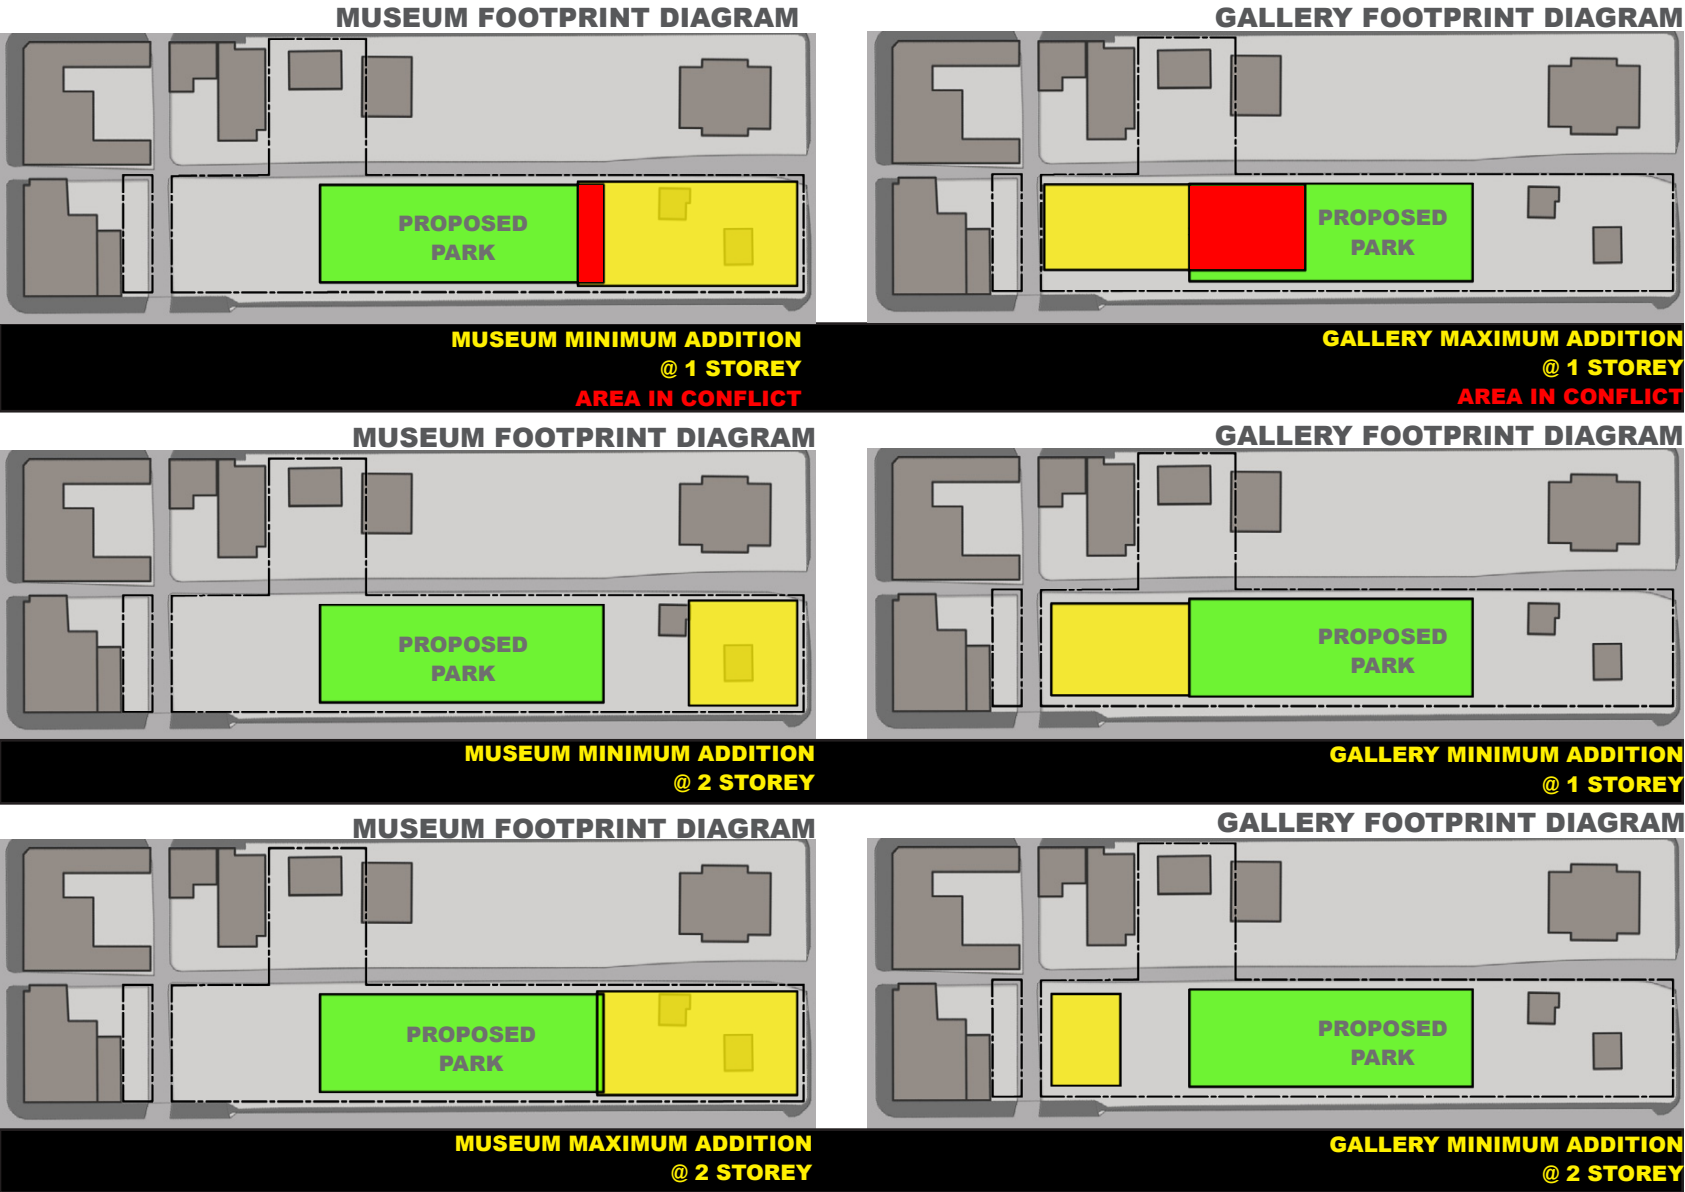 MUSEUM FOOTPRINT DIAGRAM
PROPOSED
PARK
MUSEUM MINIMUM ADDITION
@ 1 STOREY
AREA IN CONFLICT
GALLERY FOOTPRINT DIAGRAM
PROPOSED
PARK
GALLERY MAXIMUM ADDITION
@ 1 STOREY
AREA IN CONFLICT
MUSEUM FOOTPRINT DIAGRAM
PROPOSED
PARK
MUSEUM MINIMUM ADDITION
@ 2 STOREY
GALLERY FOOTPRINT DIAGRAM
PROPOSED
PARK
GALLERY MINIMUM ADDITION
@ 1 STOREY
MUSEUM FOOTPRINT DIAGRAM
PROPOSED
PARK
MUSEUM MAXIMUM ADDITION
@ 2 STOREY
GALLERY FOOTPRINT DIAGRAM
PROPOSED
PARK
GALLERY MINIMUM ADDITION
@ 2 STOREY